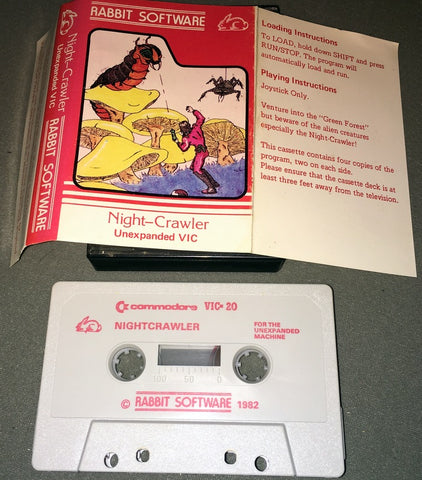 RABBIT SOFTWARE
Night-Crawler
Unexpanded VIC
Night-Crawler
Unexpanded VIC
RABBIT SOFTWARE
Loading Instructions
To LOAD, hold down SHIFT and press
RUN/STOP. The program will
automatically load and run.
Playing Instructions
Joystick Only.
Venture into the "Green Forest"
but beware of the alien creatures
especially the Night-Crawler!
This cassette contains four copies of the
program, two on each side.
Please ensure that the cassette deck is at
least three feet away from the television.
commodore VIC-20
NIGHTCRAWLER
FOR THE
UNEXPANDED
MACHINE
100 50 0
© RABBIT SOFTWARE 1982